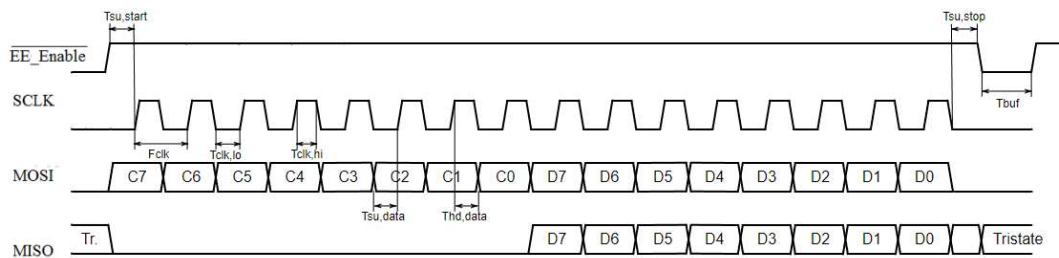 Tsu,start
Tsu,stop
EE_Enable
SCLK
Tbuf
Fclk
Tclk,lo
Tclk,hi
MOSI
C7 C6 C5 C4 C3 C2 C1 C0 D7 D6 D5 D4 D3 D2 D1 D0
Tsu,data
Thd,data
MISO
Tr. D7 D6 D5 D4 D3 D2 D1 D0 Tristate